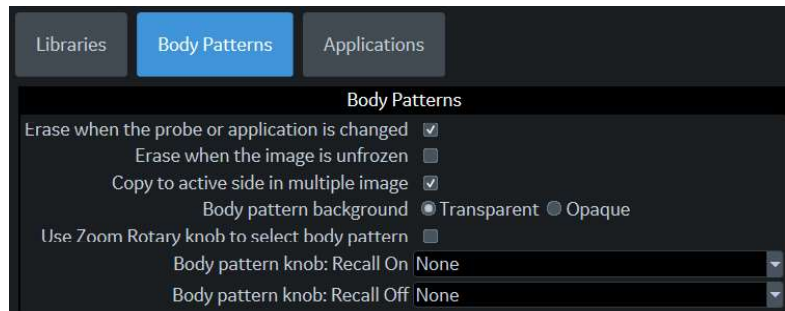 Libraries Body Patterns Applications
Body Patterns
Erase when the probe or application is changed
Erase when the image is unfrozen
Copy to active side in multiple image
Body pattern background Transparent Opaque
Use Zoom Rotary knob to select body pattern
Body pattern knob: Recall On None
Body pattern knob: Recall Off None